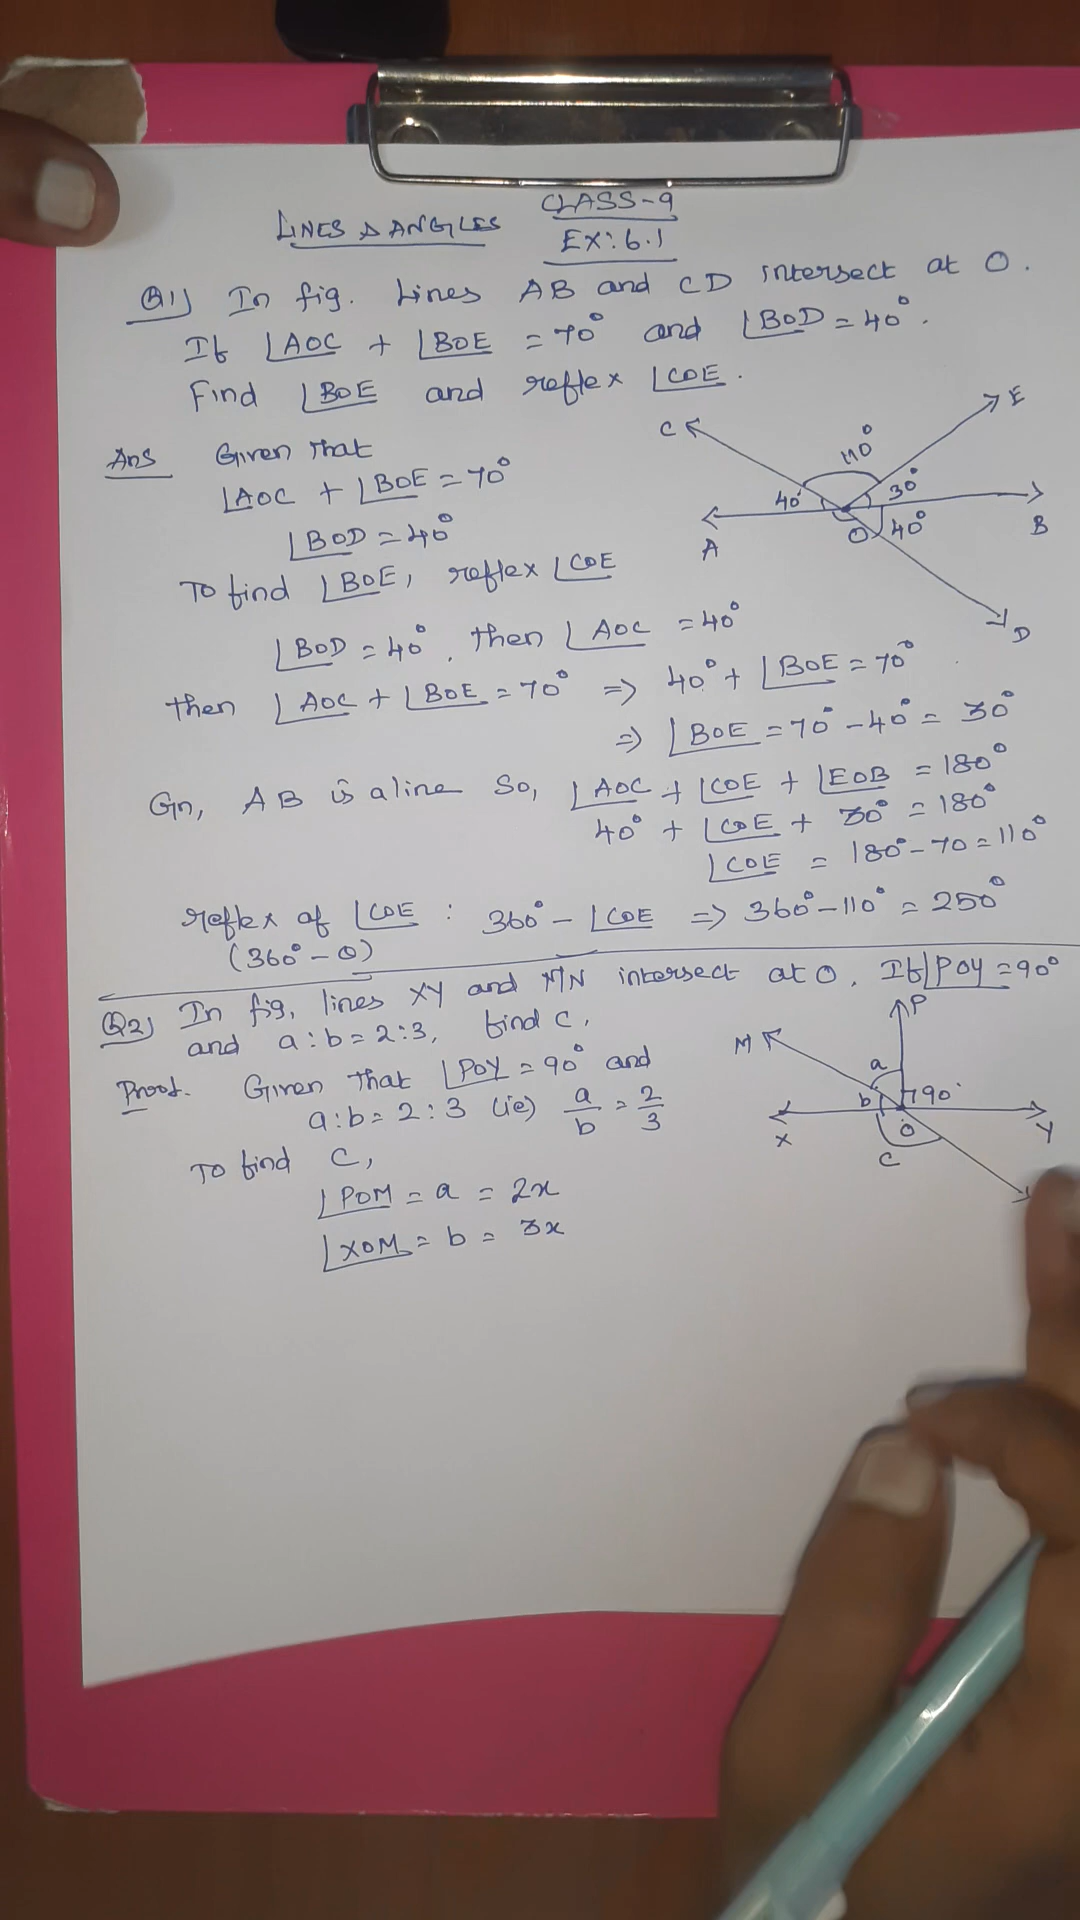 LINES & ANGLES
CLASS-9
EX: 6.1
Q1) In fig. Lines AB and CD intersect at O.
If ∠AOC + ∠BOE = 70° and ∠BOD = 40°.
Find ∠BOE and reflex ∠COE.
Ans Given that
∠AOC + ∠BOE = 70°
∠BOD = 40°
To find ∠BOE, reflex ∠COE
C
E
110°
40°
30°
A
O
40°
B
D
∠BOD = 40°, then ∠AOC = 40°
then ∠AOC + ∠BOE = 70° => 40° + ∠BOE = 70°
=> ∠BOE = 70° - 40° = 30°
Gn, AB is a line So, ∠AOC + ∠COE + ∠EOB = 180°
40° + ∠COE + 30° = 180°
∠COE = 180° - 70 = 110°
reflex of ∠COE : 360° - ∠COE => 360° - 110° = 250°
(360° - θ)
Q2) In fig, lines XY and MN intersect at O. If ∠POY = 90°
and a:b = 2:3, find C.
Proof. Given that ∠POY = 90° and
a:b = 2:3 (ie) a/b = 2/3
To find C,
∠POM = a = 2x
∠XOM = b = 3x
P
M
a
b
90°
X
O
Y
C